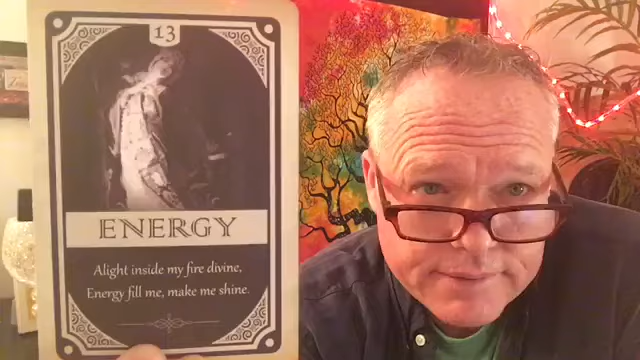 13
ENERGY
Alight inside my fire divine,
Energy fill me, make me shine.